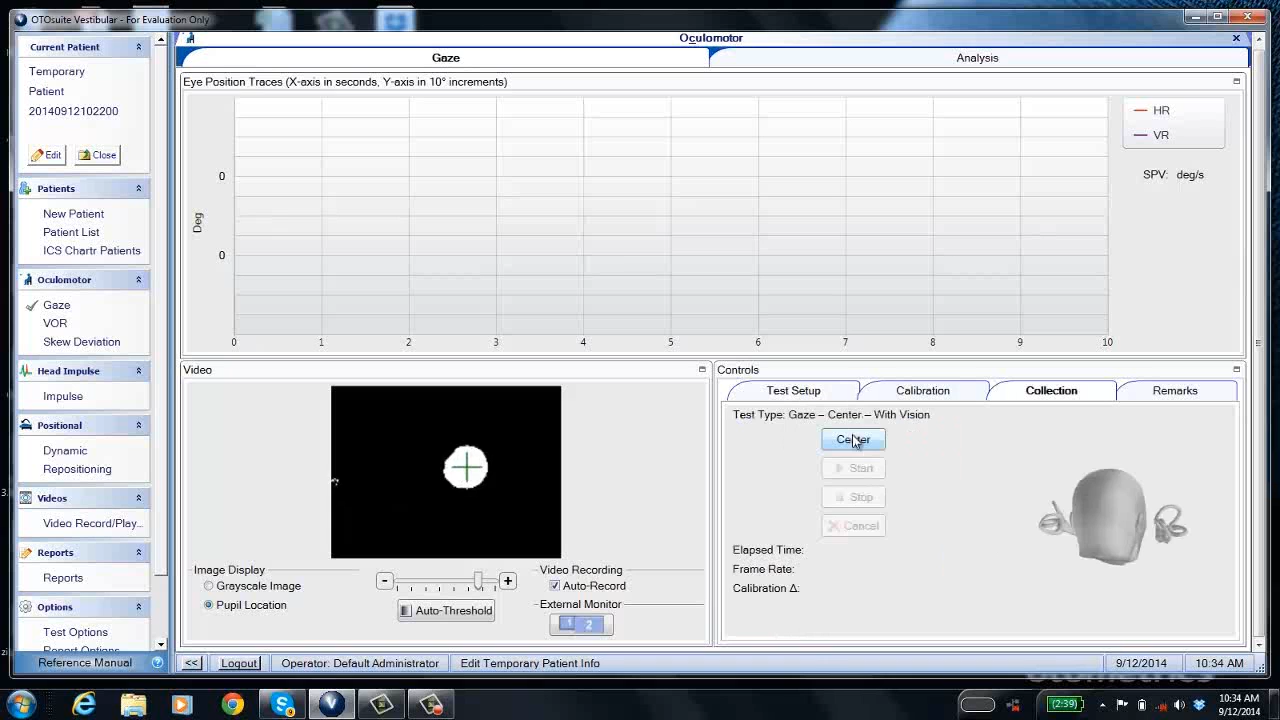 OTOsuite Vestibular - For Evaluation Only
Current Patient
Temporary
Patient
20140912102200
Edit
Close
Patients
New Patient
Patient List
ICS Chartr Patients
Oculomotor
Gaze
VOR
Skew Deviation
Head Impulse
Impulse
Positional
Dynamic
Repositioning
Videos
Video Record/Play...
Reports
Reports
Options
Test Options
Report Options
Reference Manual
Oculomotor
Gaze
Analysis
Eye Position Traces (X-axis in seconds, Y-axis in 10° increments)
HR
VR
SPV: deg/s
0
Deg
0
0 1 2 3 4 5 6 7 8 9 10
Video
Image Display
Grayscale Image
Pupil Location
- +
Auto-Threshold
Video Recording
Auto-Record
External Monitor
1 2
Controls
Test Setup
Calibration
Collection
Remarks
Test Type: Gaze – Center – With Vision
Center
Start
Stop
Cancel
Elapsed Time:
Frame Rate:
Calibration Δ:
<< Logout Operator: Default Administrator Edit Temporary Patient Info 9/12/2014 10:34 AM
(2:39)
10:34 AM
9/12/2014